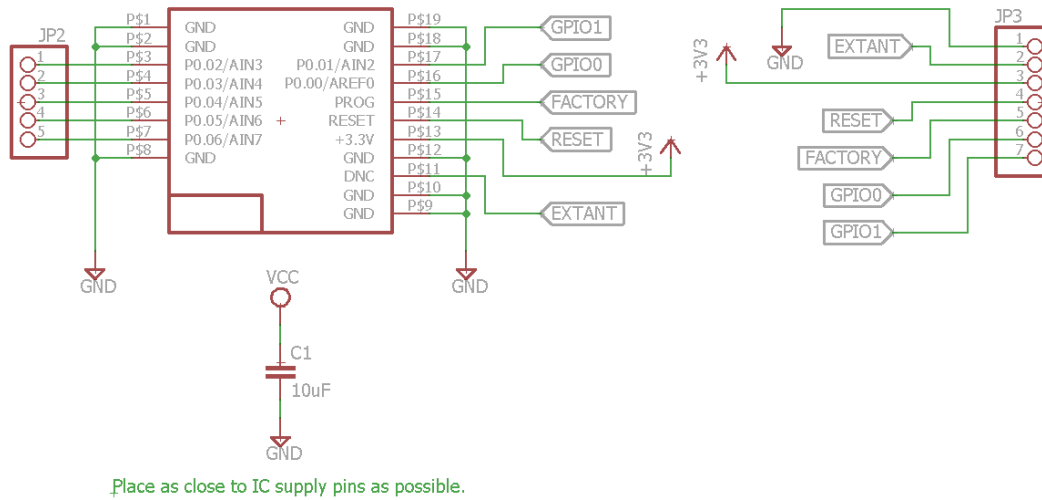 JP2
1
2
3
4
5
P$1
P$2
P$3
P$4
P$5
P$6
P$7
P$8
GND
GND
P0.02/AIN3
P0.03/AIN4
P0.04/AIN5
P0.05/AIN6
P0.06/AIN7
GND
GND
GND
P0.01/AIN2
P0.00/AREF0
PROG
RESET
+3.3V
GND
DNC
GND
GND
P$19
P$18
P$17
P$16
P$15
P$14
P$13
P$12
P$11
P$10
P$9
GPIO1
GPIO0
FACTORY
RESET
+3V3
EXTANT
GND
GND
JP3
1
2
3
4
5
6
7
GND
+3V3
EXTANT
RESET
FACTORY
GPIO0
GPIO1
VCC
C1
10uF
GND
Place as close to IC supply pins as possible.